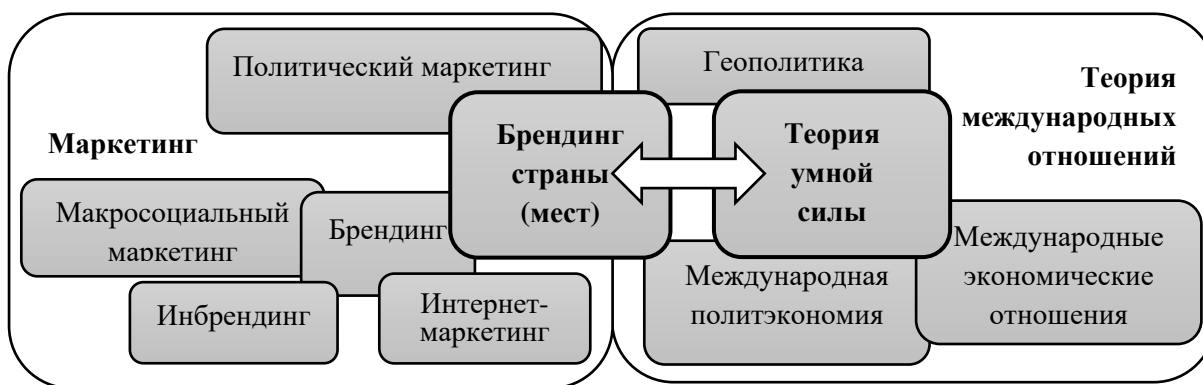 Политический маркетинг
Маркетинг
Макросоциальный
маркетинг
Брендинг
Инбрендинг
Интернет-
маркетинг
Брендинг
страны
(мест)
Геополитика
Теория
международных
отношений
Теория
умной
силы
Международная
политэкономия
Международные
экономические
отношения